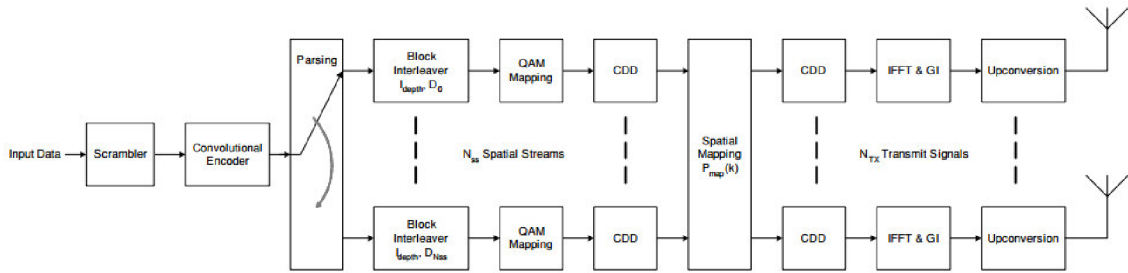 Parsing
Block
Interleaver
I_depth, D_0
QAM
Mapping
CDD
CDD
IFFT & GI
Upconversion
Input Data
Scrambler
Convolutional
Encoder
N_ss Spatial Streams
Spatial
Mapping
P_map(k)
N_TX Transmit Signals
Block
Interleaver
I_depth, D_Nss
QAM
Mapping
CDD
CDD
IFFT & GI
Upconversion